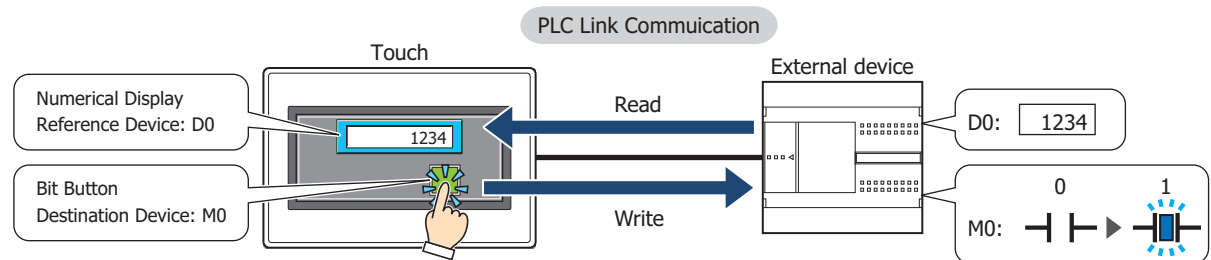 PLC Link Commuication
Touch
External device
Numerical Display
Reference Device: D0
1234
Read
D0: 1234
Bit Button
Destination Device: M0
Write
0 1
M0: